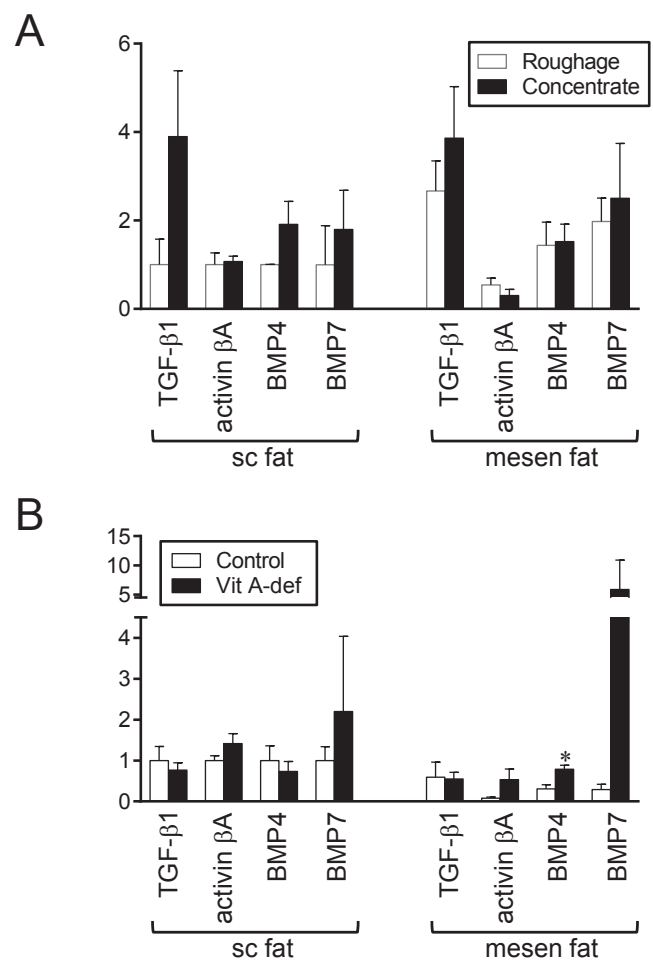 A
6
4
2
0
Roughage
Concentrate
TGF-β1
activin βA
BMP4
BMP7
TGF-β1
activin βA
BMP4
BMP7
sc fat
mesen fat
B
15
10
5
4
3
2
1
0
Control
Vit A-def
*
TGF-β1
activin βA
BMP4
BMP7
TGF-β1
activin βA
BMP4
BMP7
sc fat
mesen fat